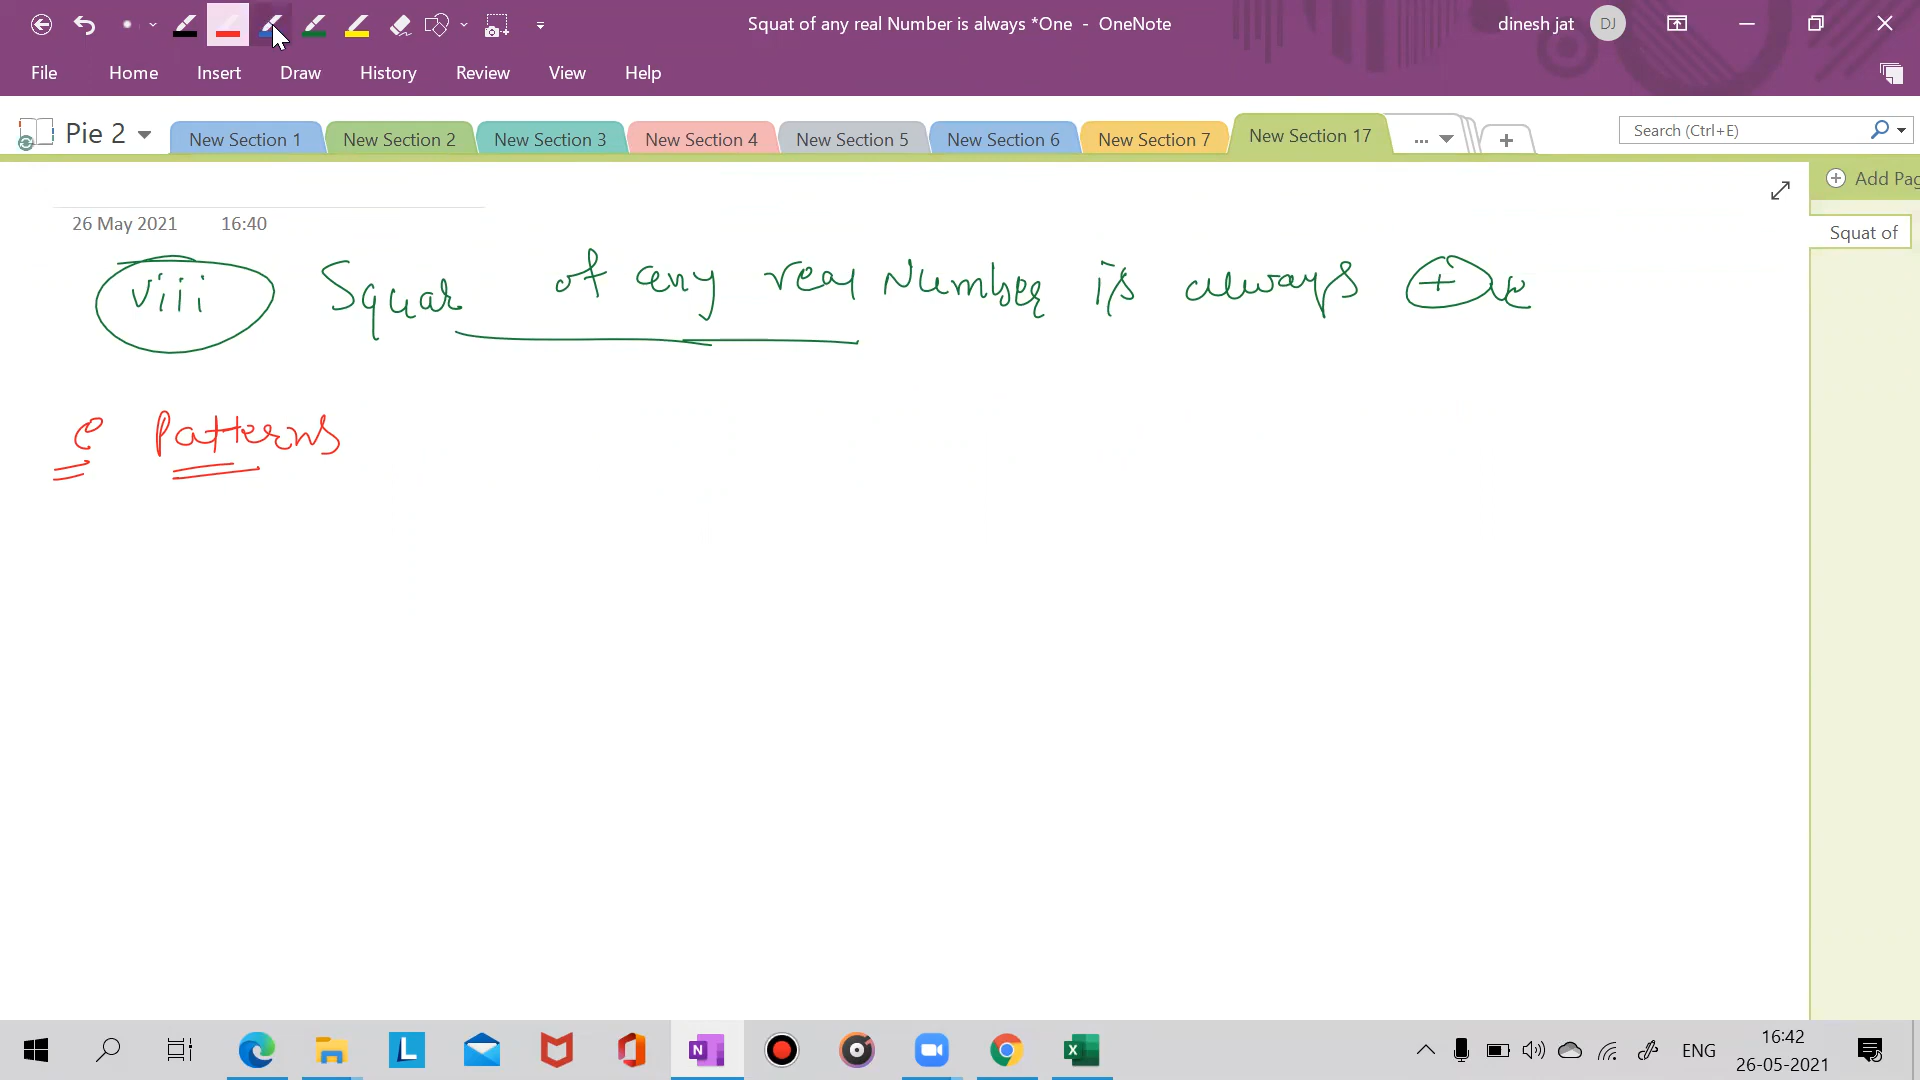 Squat of any real Number is always *One - OneNote
dinesh jat
DJ
File Home Insert Draw History Review View Help
Pie 2
New Section 1
New Section 2
New Section 3
New Section 4
New Section 5
New Section 6
New Section 7
New Section 17
...
Search (Ctrl+E)
Add Pag
Squat of
26 May 2021 16:40
viii Squar of any real Number is always +ve
e Patterns
ENG
16:42
26-05-2021